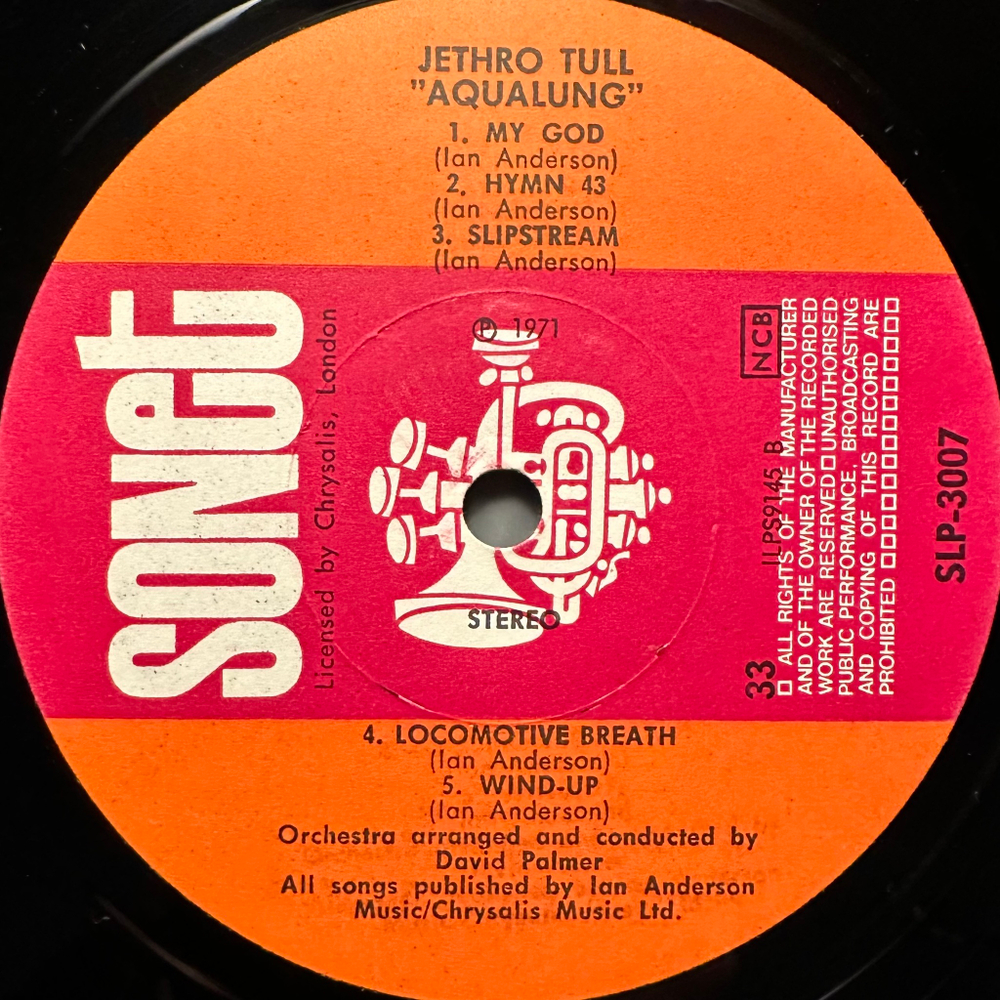 JETHRO TULL
"AQUALUNG"
1. MY GOD
(Ian Anderson)
2. HYMN 43
(Ian Anderson)
3. SLIPSTREAM
(Ian Anderson)
SONET
Licensed by Chrysalis, London
Ⓟ 1971
STEREO
NCB
ILPS9145 B
33
□ ALL RIGHTS OF THE MANUFACTURER
AND OF THE OWNER OF THE RECORDED
WORK ARE RESERVED □ UNAUTHORISED
PUBLIC PERFORMANCE, BROADCASTING
AND COPYING OF THIS RECORD ARE
PROHIBITED □□□□□□□□□□□□□□□
SLP-3007
4. LOCOMOTIVE BREATH
(Ian Anderson)
5. WIND-UP
(Ian Anderson)
Orchestra arranged and conducted by
David Palmer
All songs published by Ian Anderson
Music/Chrysalis Music Ltd.